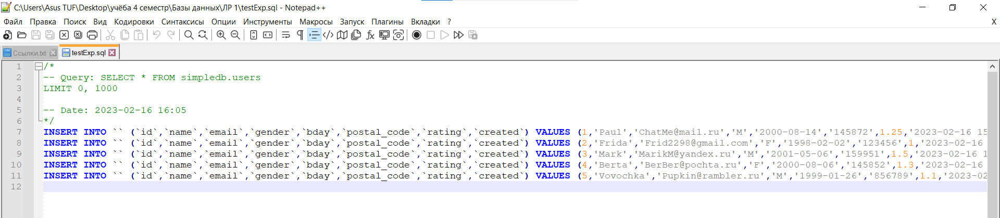 C:\Users\Asus TUF\Desktop\учёба 4 семестр\Базы данных\ЛР 1\testExp.sql - Notepad++
Файл Правка Поиск Вид Кодировки Синтаксисы Опции Инструменты Макросы Запуск Плагины Вкладки ? X
Ссылки.txt testExp.sql
1 /*
2 -- Query: SELECT * FROM simpledb.users
3 LIMIT 0, 1000
4
5 -- Date: 2023-02-16 16:05
6 */
7 INSERT INTO `` (`id`,`name`,`email`,`gender`,`bday`,`postal_code`,`rating`,`created`) VALUES (1,'Paul','ChatMe@mail.ru','M','2000-08-14','145872',1.25,'2023-02-16 15
8 INSERT INTO `` (`id`,`name`,`email`,`gender`,`bday`,`postal_code`,`rating`,`created`) VALUES (2,'Frida','Frid2298@gmail.com','F','1998-02-02','123456',1,'2023-02-16
9 INSERT INTO `` (`id`,`name`,`email`,`gender`,`bday`,`postal_code`,`rating`,`created`) VALUES (3,'Mark','MarikM@yandex.ru','M','2001-05-06','159951',1.5,'2023-02-16 1
10 INSERT INTO `` (`id`,`name`,`email`,`gender`,`bday`,`postal_code`,`rating`,`created`) VALUES (4,'Berta','BerBer@pochta.ru','F','2000-08-06','145852',1.3,'2023-02-16
11 INSERT INTO `` (`id`,`name`,`email`,`gender`,`bday`,`postal_code`,`rating`,`created`) VALUES (5,'Vovochka','Pupkin@rambler.ru','M','1999-01-26','856789',1.1,'2023-02
12